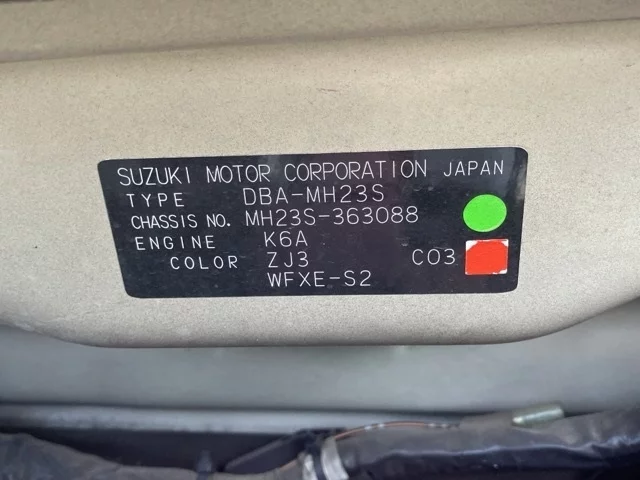 SUZUKI MOTOR CORPORATION JAPAN
TYPE DBA-MH23S
CHASSIS NO. MH23S-363088
ENGINE K6A
COLOR ZJ3 C03
WFXE-S2